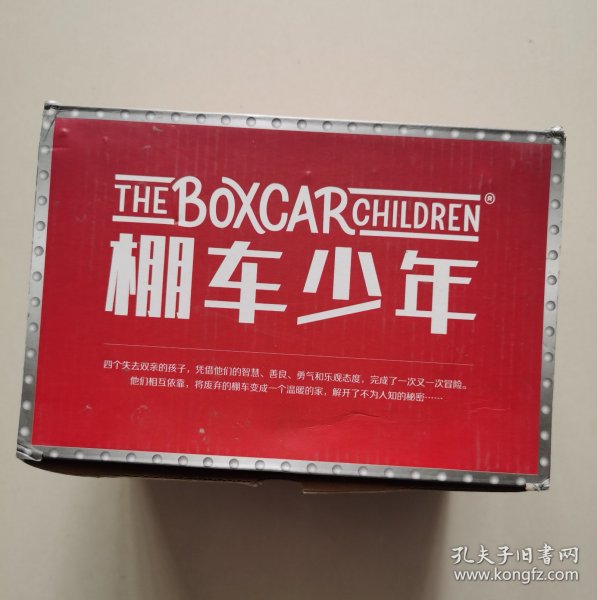 THE BOXCAR CHILDREN®
棚车少年
四个失去双亲的孩子，凭借他们的智慧、善良、勇气和乐观态度，完成了一次又一次冒险。
他们相互依靠，将废弃的棚车变成一个温暖的家，解开了不为人知的秘密……
孔夫子旧书网
www.kongfz.com